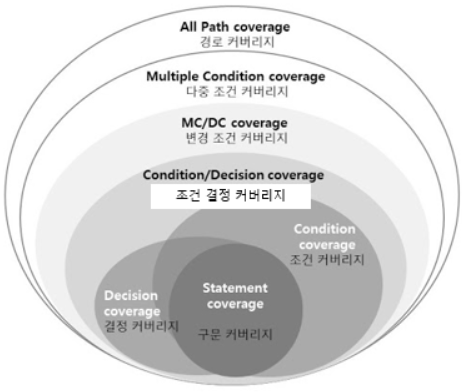 All Path coverage
경로 커버리지
Multiple Condition coverage
다중 조건 커버리지
MC/DC coverage
변경 조건 커버리지
Condition/Decision coverage
조건 결정 커버리지
Condition
coverage
조건 커버리지
Decision
coverage
결정 커버리지
Statement
coverage
구문 커버리지